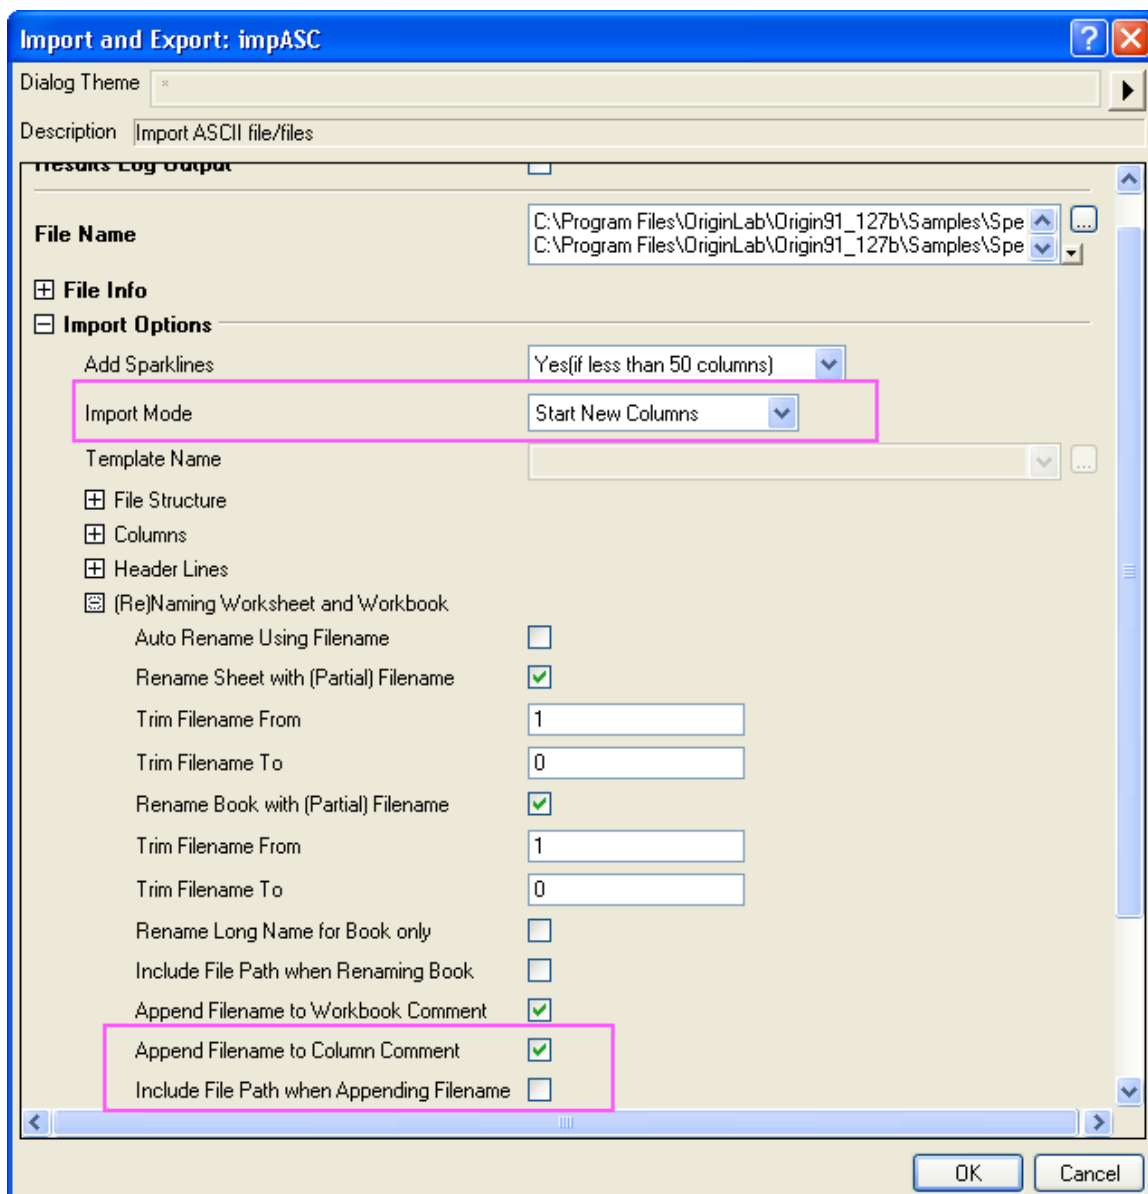 Import and Export: impASC
Dialog Theme *
Description Import ASCII file/files
Results Log Output
File Name C:\Program Files\OriginLab\Origin91_127b\Samples\Spe ...
C:\Program Files\OriginLab\Origin91_127b\Samples\Spe
File Info
Import Options
Add Sparklines Yes(if less than 50 columns)
Import Mode Start New Columns
Template Name ...
File Structure
Columns
Header Lines
(Re)Naming Worksheet and Workbook
Auto Rename Using Filename
Rename Sheet with (Partial) Filename
Trim Filename From 1
Trim Filename To 0
Rename Book with (Partial) Filename
Trim Filename From 1
Trim Filename To 0
Rename Long Name for Book only
Include File Path when Renaming Book
Append Filename to Workbook Comment
Append Filename to Column Comment
Include File Path when Appending Filename
OK Cancel